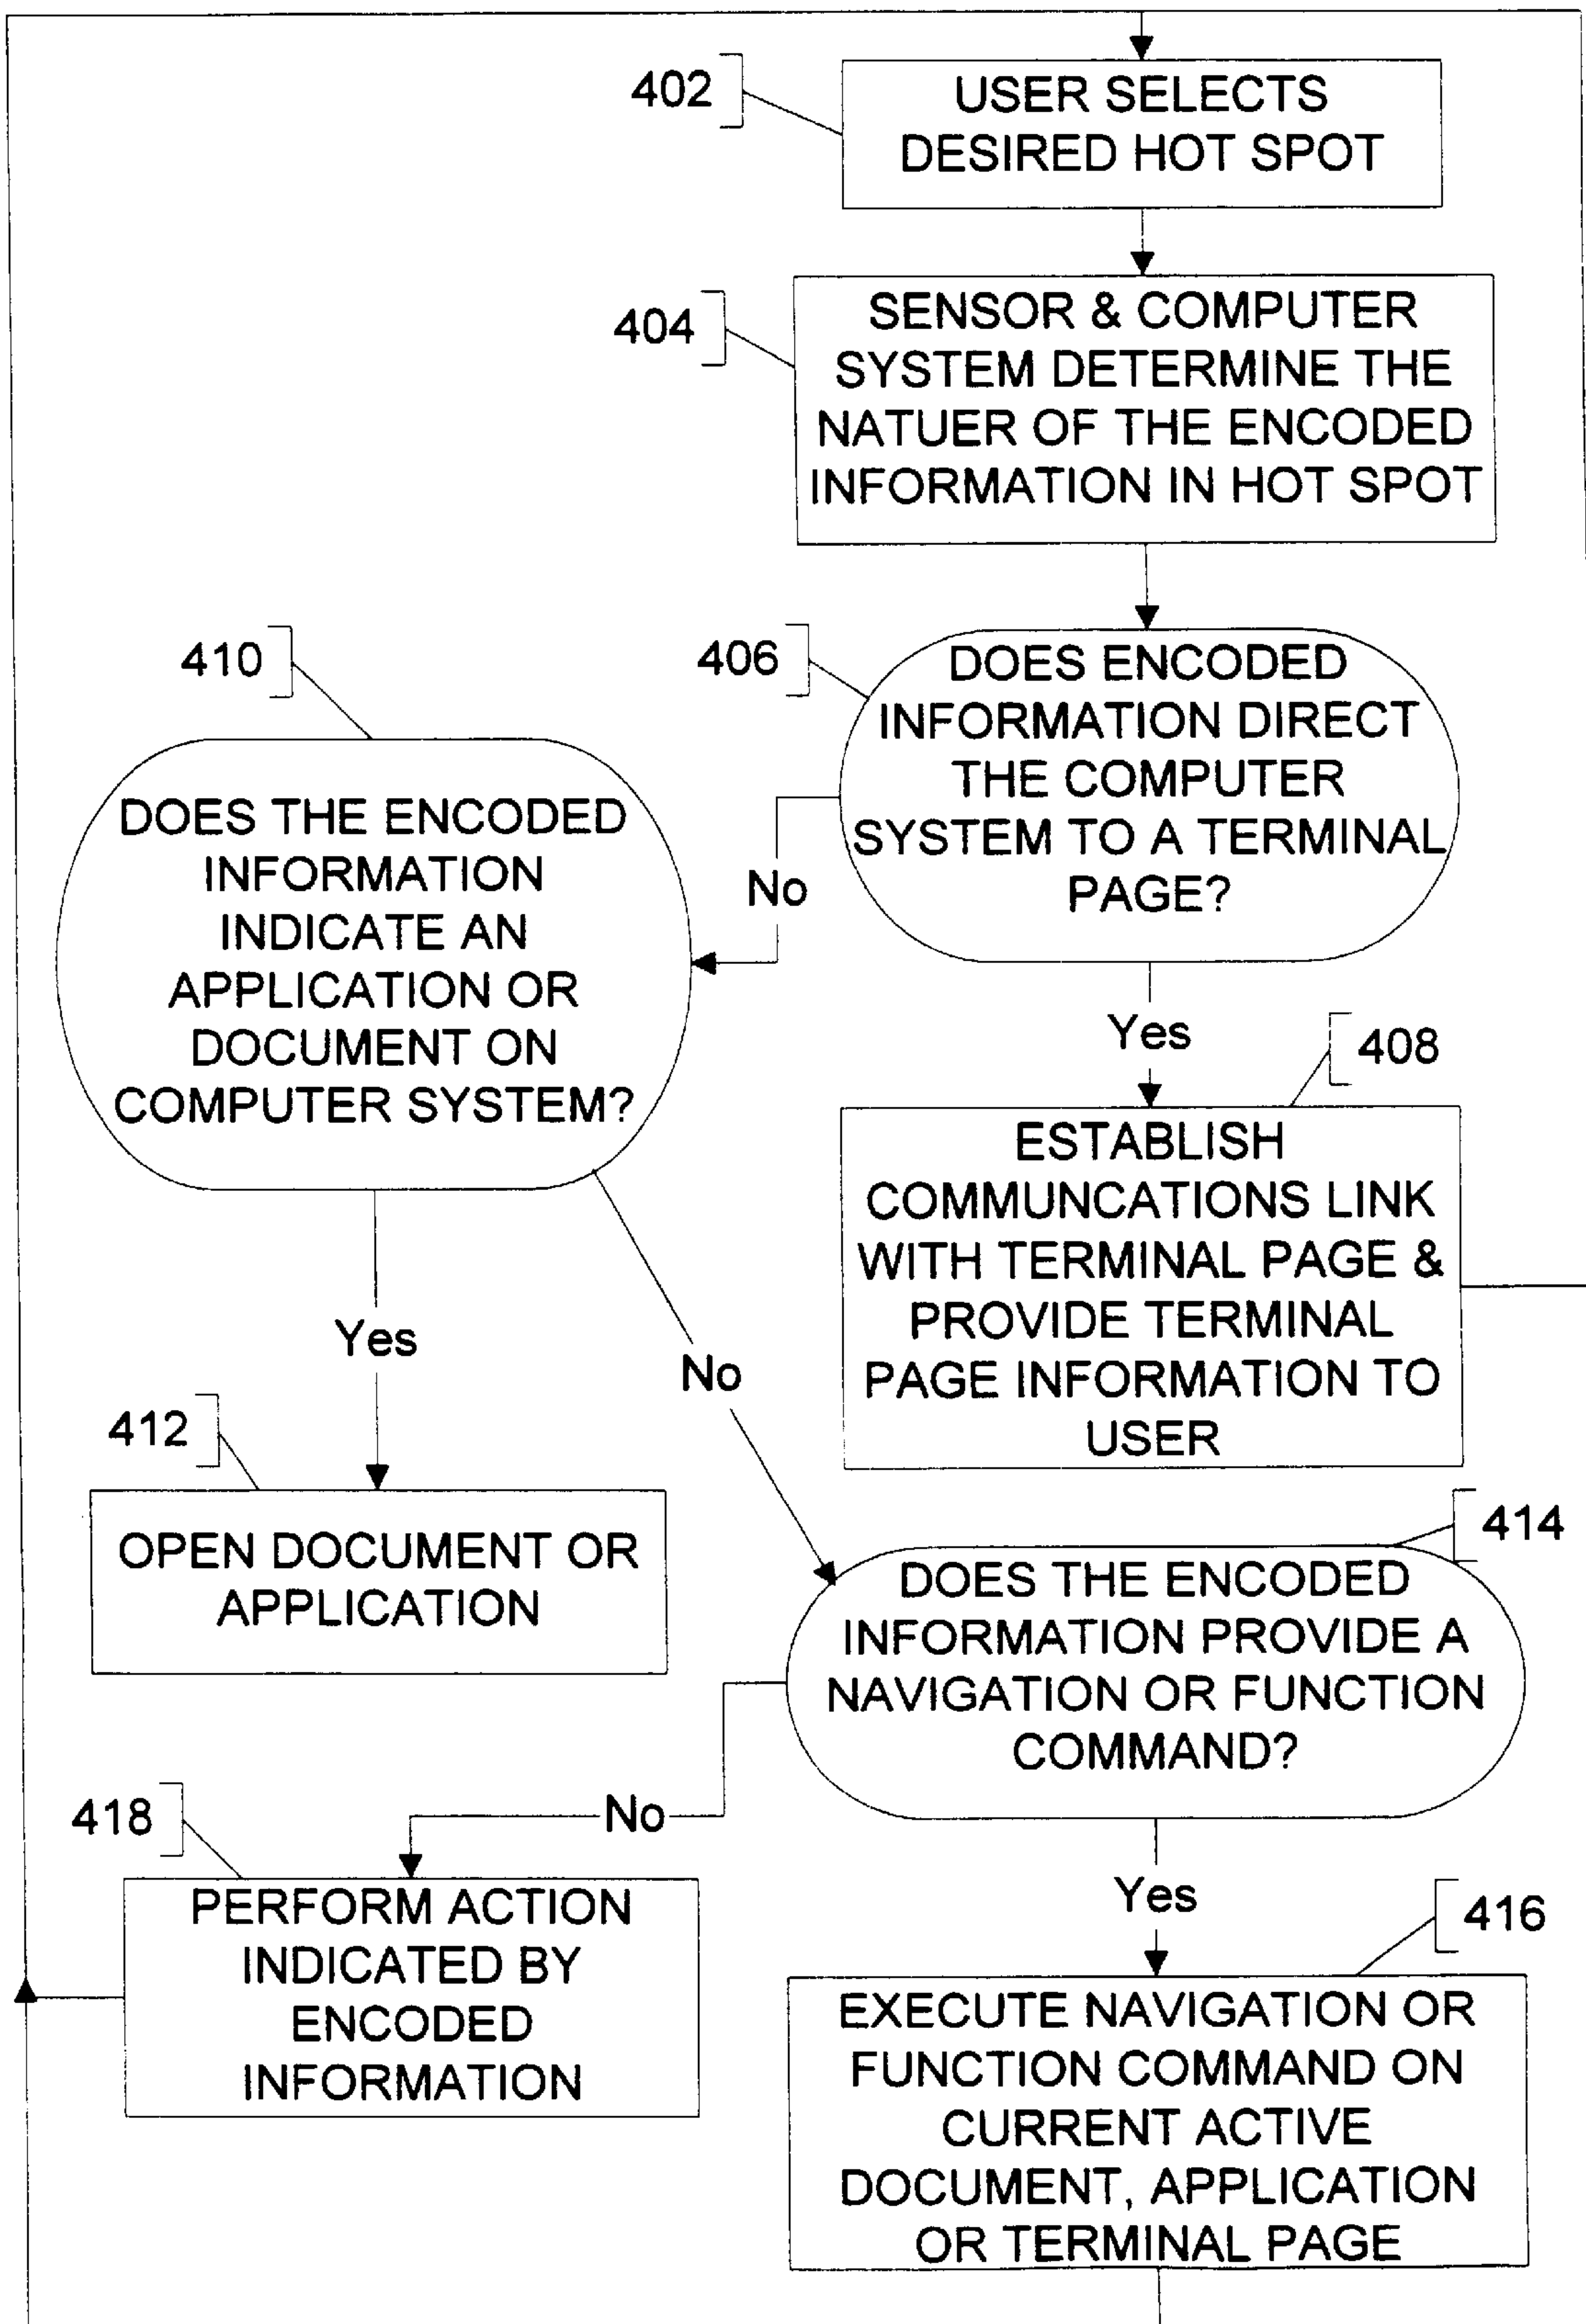 402
USER SELECTS
DESIRED HOT SPOT
404
SENSOR & COMPUTER
SYSTEM DETERMINE THE
NATUER OF THE ENCODED
INFORMATION IN HOT SPOT
406
DOES ENCODED
INFORMATION DIRECT
THE COMPUTER
SYSTEM TO A TERMINAL
PAGE?
No
Yes
408
ESTABLISH
COMMUNCATIONS LINK
WITH TERMINAL PAGE &
PROVIDE TERMINAL
PAGE INFORMATION TO
USER
410
DOES THE ENCODED
INFORMATION
INDICATE AN
APPLICATION OR
DOCUMENT ON
COMPUTER SYSTEM?
Yes
No
412
OPEN DOCUMENT OR
APPLICATION
414
DOES THE ENCODED
INFORMATION PROVIDE A
NAVIGATION OR FUNCTION
COMMAND?
No
Yes
418
PERFORM ACTION
INDICATED BY
ENCODED
INFORMATION
416
EXECUTE NAVIGATION OR
FUNCTION COMMAND ON
CURRENT ACTIVE
DOCUMENT, APPLICATION
OR TERMINAL PAGE